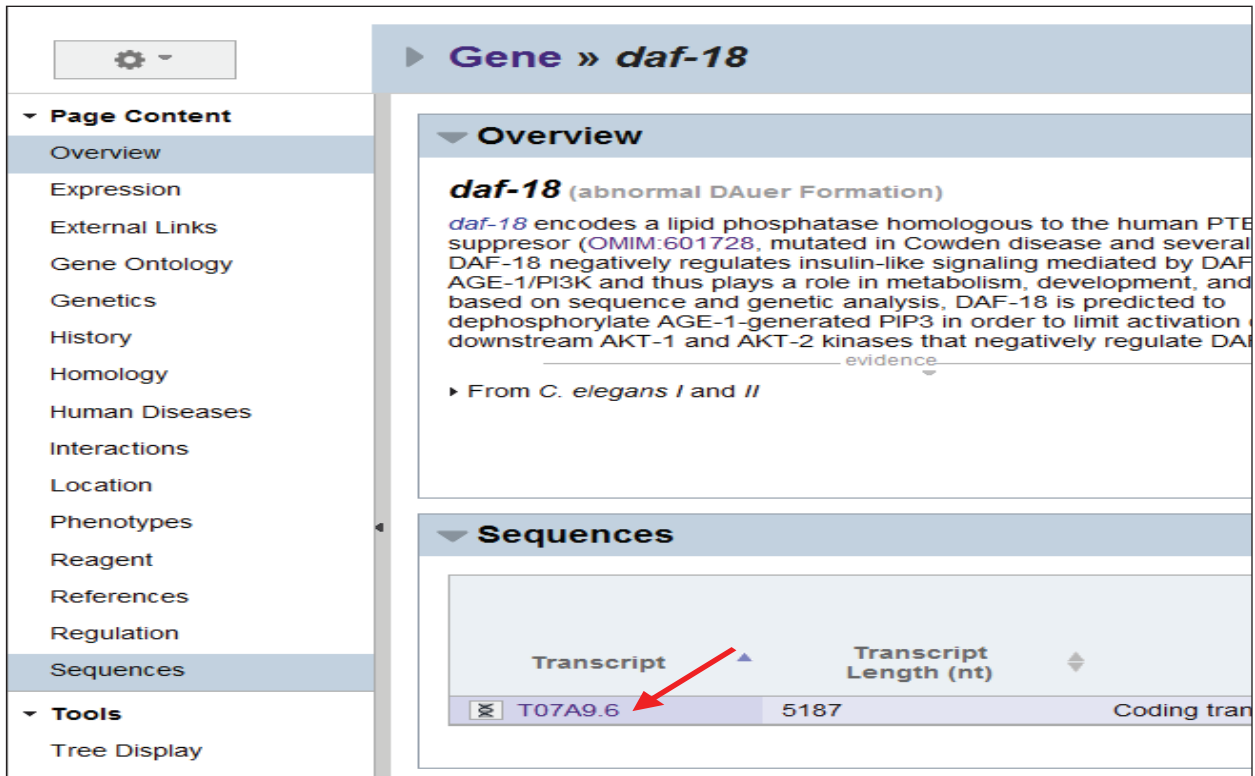 Gene » daf-18
Page Content
Overview
Expression
External Links
Gene Ontology
Genetics
History
Homology
Human Diseases
Interactions
Location
Phenotypes
Reagent
References
Regulation
Sequences
Tools
Tree Display
Overview
daf-18 (abnormal DAuer Formation)
daf-18 encodes a lipid phosphatase homologous to the human PTE
suppresor (OMIM:601728, mutated in Cowden disease and several
DAF-18 negatively regulates insulin-like signaling mediated by DAF
AGE-1/PI3K and thus plays a role in metabolism, development, and
based on sequence and genetic analysis, DAF-18 is predicted to
dephosphorylate AGE-1-generated PIP3 in order to limit activation
downstream AKT-1 and AKT-2 kinases that negatively regulate DAF
evidence
From C. elegans I and II
Sequences
Transcript
Transcript
Length (nt)
T07A9.6 5187 Coding tran